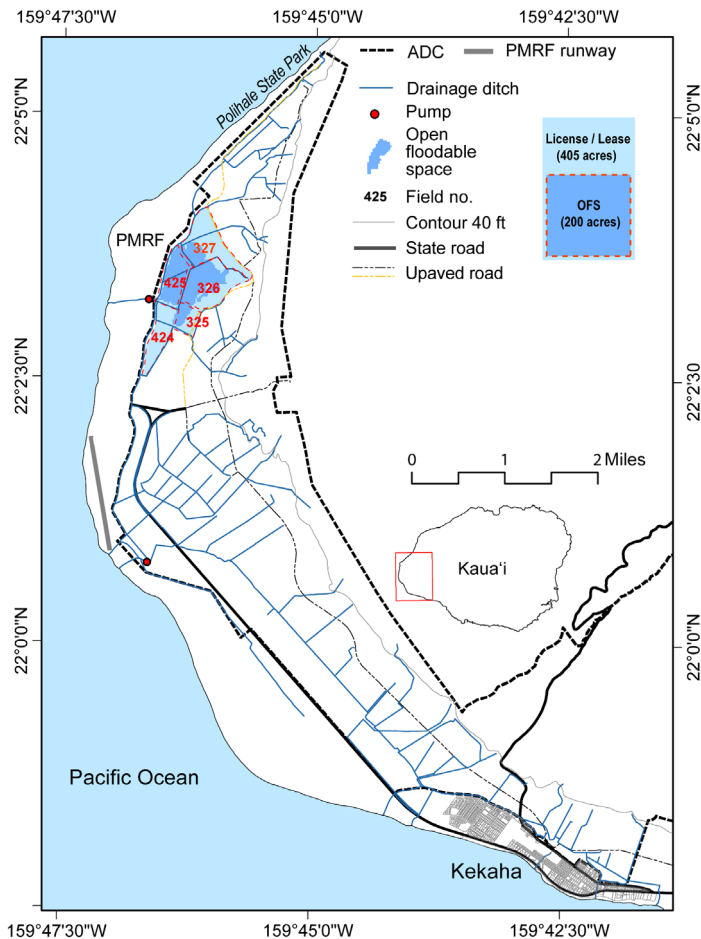 159°47'30"W
159°45'0"W
159°42'30"W
22°5'0"N
22°2'30"N
22°0'0"N
22°5'0"N
22°2'30
22°0'0"N
Polihale State Park
ADC
PMRF runway
Drainage ditch
Pump
Open
floodable
space
425
Field no.
Contour 40 ft
State road
Upaved road
License / Lease
(405 acres)
OFS
(200 acres)
PMRF
327
425
326
325
424
0
1
2 Miles
Kauaʻi
Pacific Ocean
Kekaha
159°47'30"W
159°45'0"W
159°42'30"W